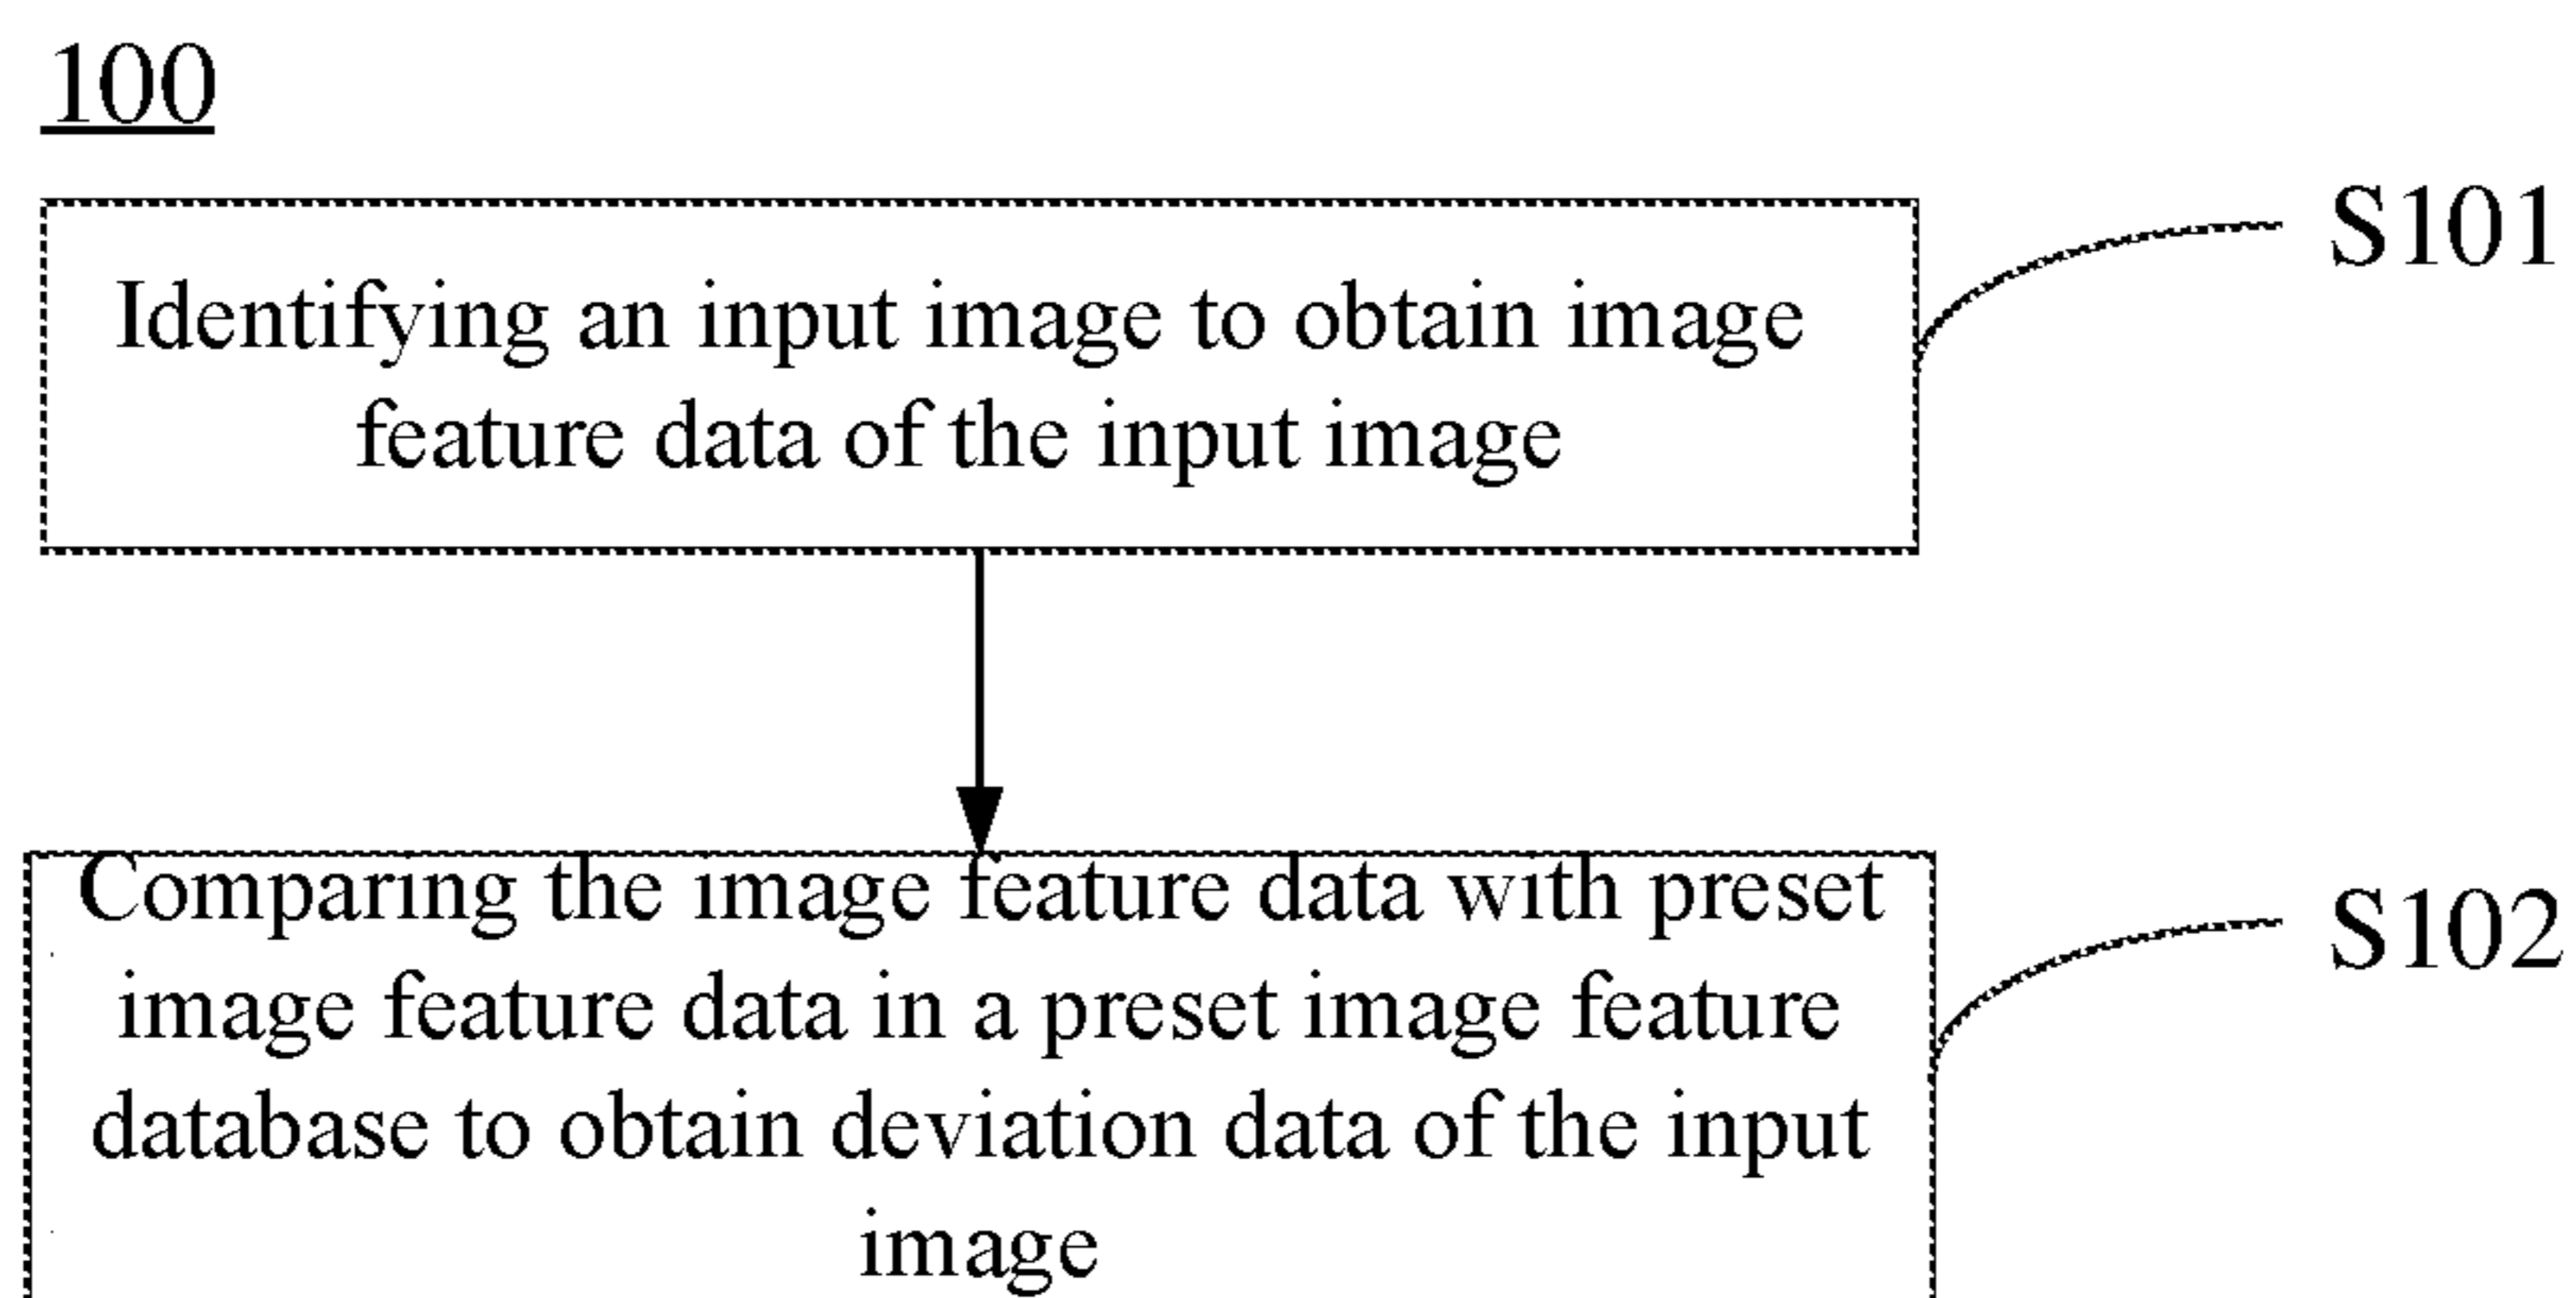 100
S101
Identifying an input image to obtain image
feature data of the input image
S102
Comparing the image feature data with preset
image feature data in a preset image feature
database to obtain deviation data of the input
image